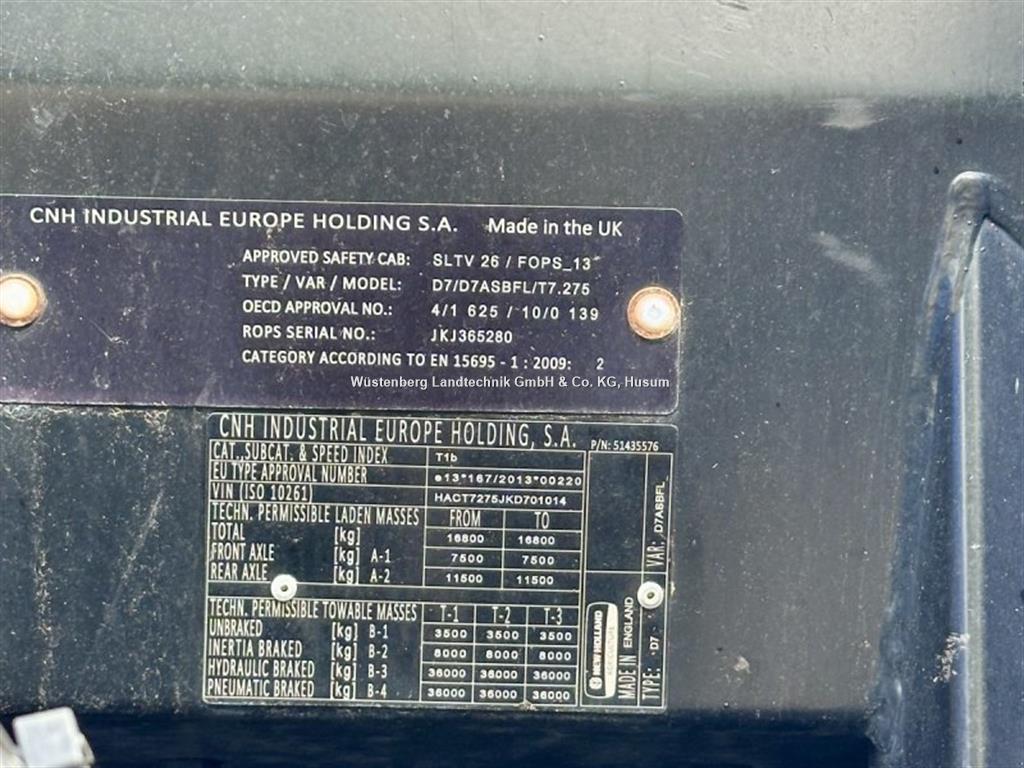 CNH INDUSTRIAL EUROPE HOLDING S.A. Made in the UK
APPROVED SAFETY CAB: SLTV 26 / FOPS_13
TYPE / VAR / MODEL: D7/D7ASBFL/T7.275
OECD APPROVAL NO.: 4/1 625 / 10/0 139
ROPS SERIAL NO.: JKJ365280
CATEGORY ACCORDING TO EN 15695 - 1 : 2009: 2
Wüstenberg Landtechnik GmbH & Co. KG, Husum
CNH INDUSTRIAL EUROPE HOLDING, S.A. P/N: 51435576
CAT., SUBCAT. & SPEED INDEX T1b
EU TYPE APPROVAL NUMBER e13*167/2013*00220
VIN (ISO 10261) HACT7275JKD701014
TECHN. PERMISSIBLE LADEN MASSES FROM TO
TOTAL [kg] 16800 16800
FRONT AXLE [kg] A-1 7500 7500
REAR AXLE [kg] A-2 11500 11500
TECHN. PERMISSIBLE TOWABLE MASSES T-1 T-2 T-3
UNBRAKED [kg] B-1 3500 3500 3500
INERTIA BRAKED [kg] B-2 8000 8000 8000
HYDRAULIC BRAKED [kg] B-3 36000 36000 36000
PNEUMATIC BRAKED [kg] B-4 36000 36000 36000
NEW HOLLAND
MADE IN ENGLAND
TYPE: D7
VAR: D7ASBFL